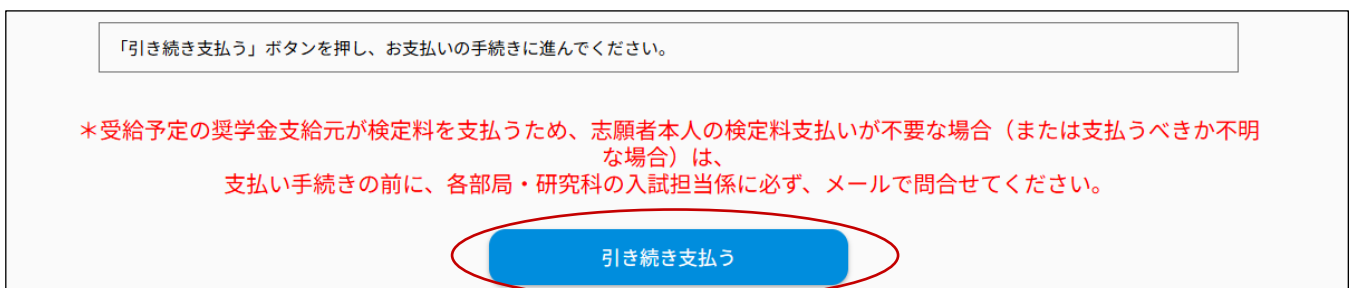 「引き続き支払う」ボタンを押し、お支払いの手続きに進んでください。
＊受給予定の奨学金支給元が検定料を支払うため、志願者本人の検定料支払いが不要な場合（または支払うべきか不明
な場合）は、
支払い手続きの前に、各部局・研究科の入試担当係に必ず、メールで問合せてください。
引き続き支払う